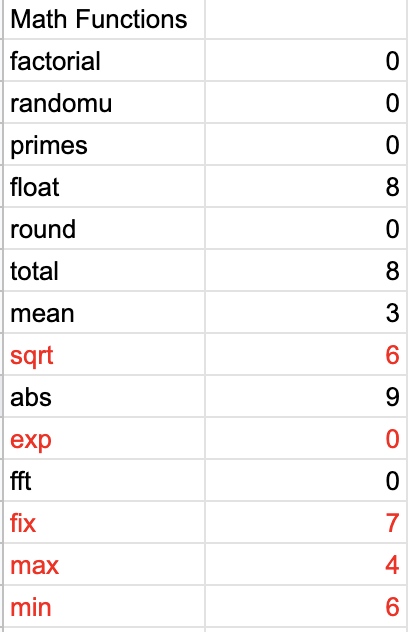 Math Functions
factorial 0
randomu 0
primes 0
float 8
round 0
total 8
mean 3
sqrt 6
abs 9
exp 0
fft 0
fix 7
max 4
min 6